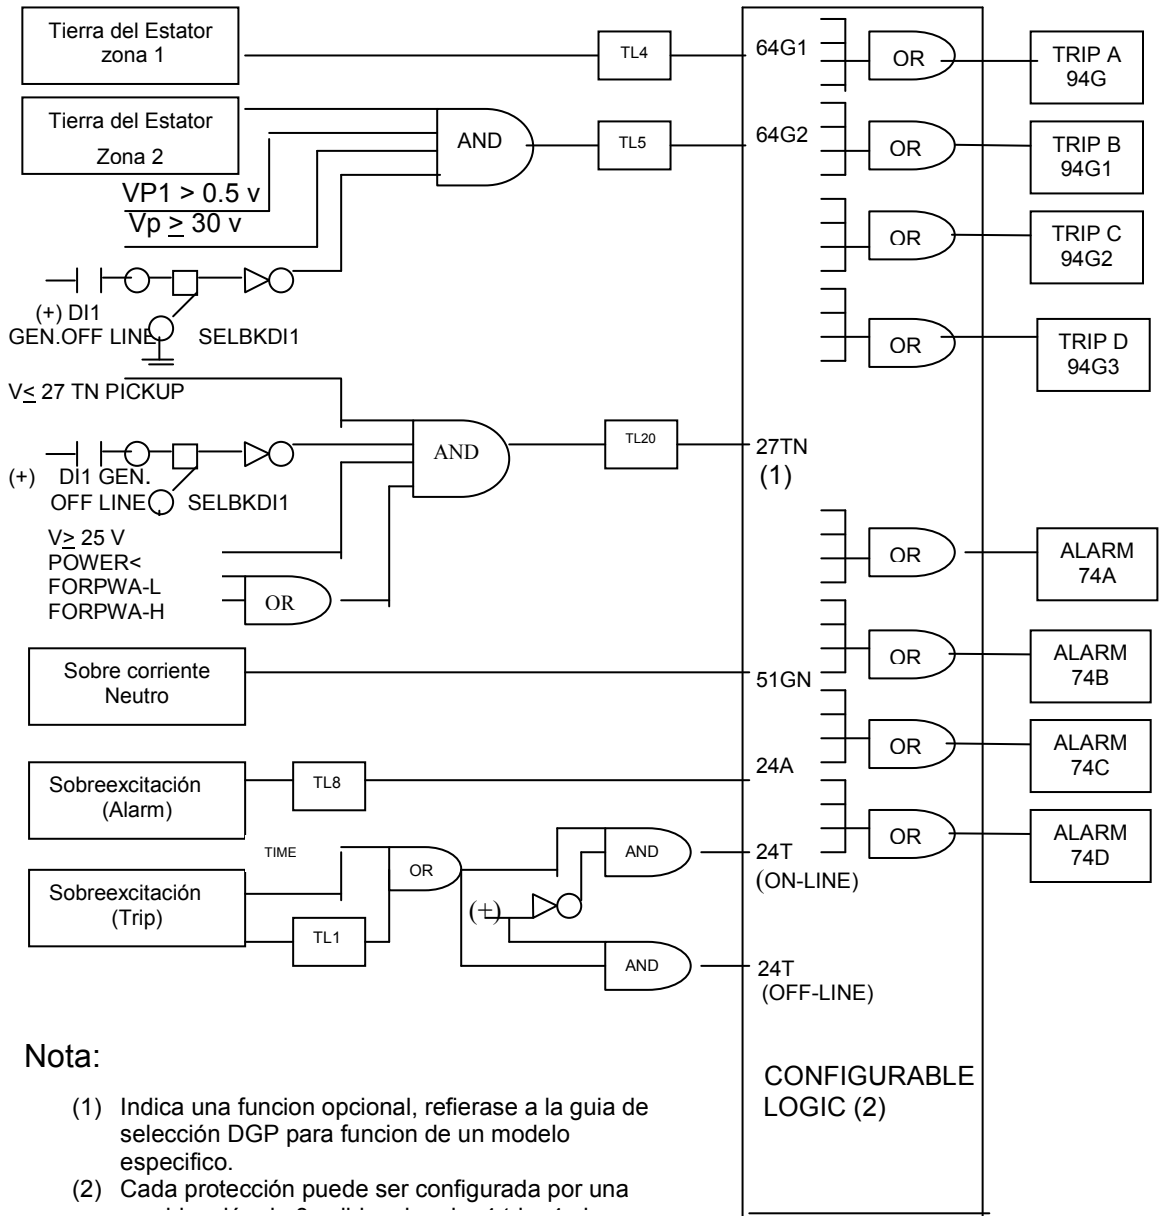 Tierra del Estator
zona 1
TL4
64G1
OR
TRIP A
94G
Tierra del Estator
Zona 2
AND
TL5
64G2
OR
TRIP B
94G1
VP1 > 0.5 v
Vp ≥ 30 v
OR
TRIP C
94G2
(+) DI1
GEN.OFF LINE
SELBKDI1
OR
TRIP D
94G3
V≤ 27 TN PICKUP
AND
TL20
27TN
(1)
(+) DI1 GEN.
OFF LINE
SELBKDI1
V≥ 25 V
POWER<
FORPWA-L
FORPWA-H
OR
OR
ALARM
74A
Sobre corriente
Neutro
51GN
OR
ALARM
74B
Sobreexcitación
(Alarm)
TL8
24A
OR
ALARM
74C
TIME
OR
AND
24T
(ON-LINE)
OR
ALARM
74D
Sobreexcitación
(Trip)
TL1
(+)
AND
24T
(OFF-LINE)
Nota:
CONFIGURABLE
LOGIC (2)
(1) Indica una funcion opcional, refierase a la guia de
selección DGP para funcion de un modelo
especifico.
(2) Cada protección puede ser configurada por una